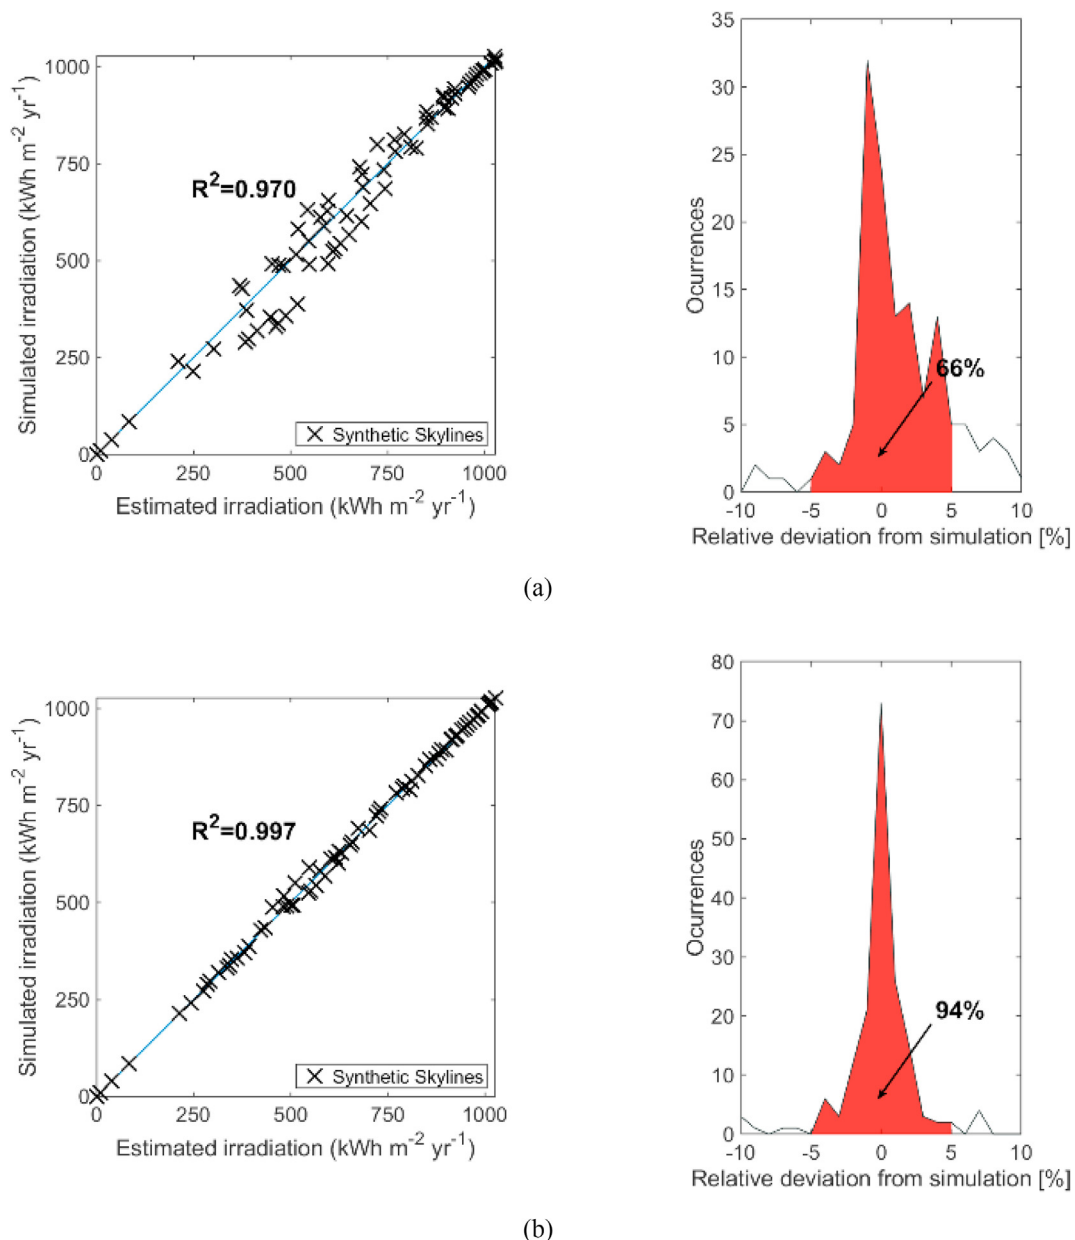 Simulated irradiation (kWh m-2 yr-1)
1000
750
500
250
0
R2=0.970
Synthetic Skylines
0 250 500 750 1000
Estimated irradiation (kWh m-2 yr-1)
Ocurrences
35
30
25
20
15
10
5
0
66%
-10 -5 0 5 10
Relative deviation from simulation [%]
(a)
Simulated irradiation (kWh m-2 yr-1)
1000
750
500
250
0
R2=0.997
Synthetic Skylines
0 250 500 750 1000
Estimated irradiation (kWh m-2 yr-1)
Ocurrences
80
70
60
50
40
30
20
10
0
94%
-10 -5 0 5 10
Relative deviation from simulation [%]
(b)